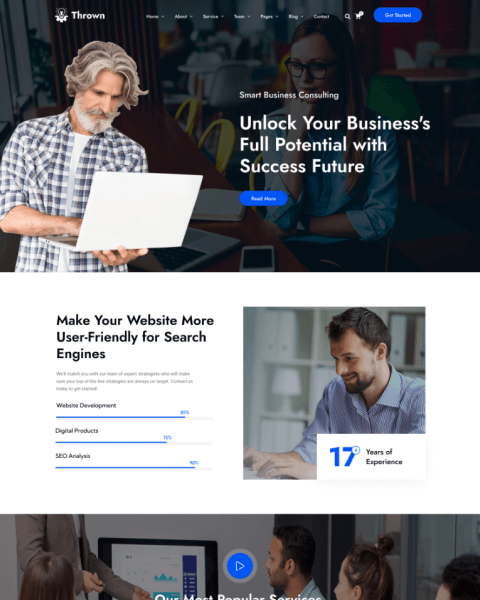 Thrown
Home About Service Team Pages Blog Contact
Get Started
Smart Business Consulting
Unlock Your Business's
Full Potential with
Success Future
Read More
Make Your Website More
User-Friendly for Search
Engines
We'll match you with our team of expert strategists who will make
sure your top-of-the-line strategies are always on target. Contact us
today to get started!
Website Development
80%
Digital Products
75%
SEO Analysis
90%
17+
Years of
Experience
Our Most Popular Services